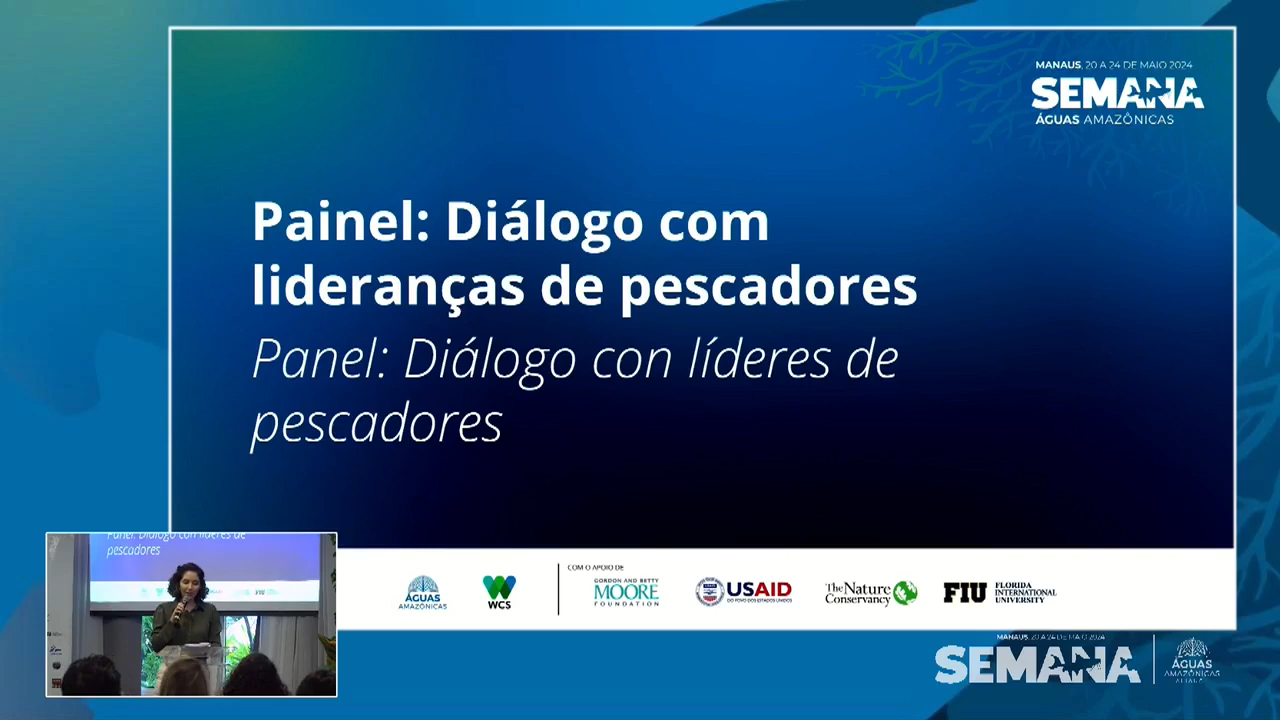 MANAUS, 20 A 24 DE MAIO 2024
SEMANA
ÁGUAS AMAZÔNICAS
Painel: Diálogo com
lideranças de pescadores
Panel: Diálogo con líderes de
pescadores
Panel: Diálogo con líderes de
pescadores
COM O APOIO DE
ÁGUAS
AMAZÔNICAS
WCS
GORDON AND BETTY
MOORE
FOUNDATION
USAID
DO POVO DOS ESTADOS UNIDOS
The Nature
Conservancy
FIU
FLORIDA
INTERNATIONAL
UNIVERSITY
MANAUS, 20 A 24 DE MAIO 2024
SEMANA
ÁGUAS
AMAZÔNICAS